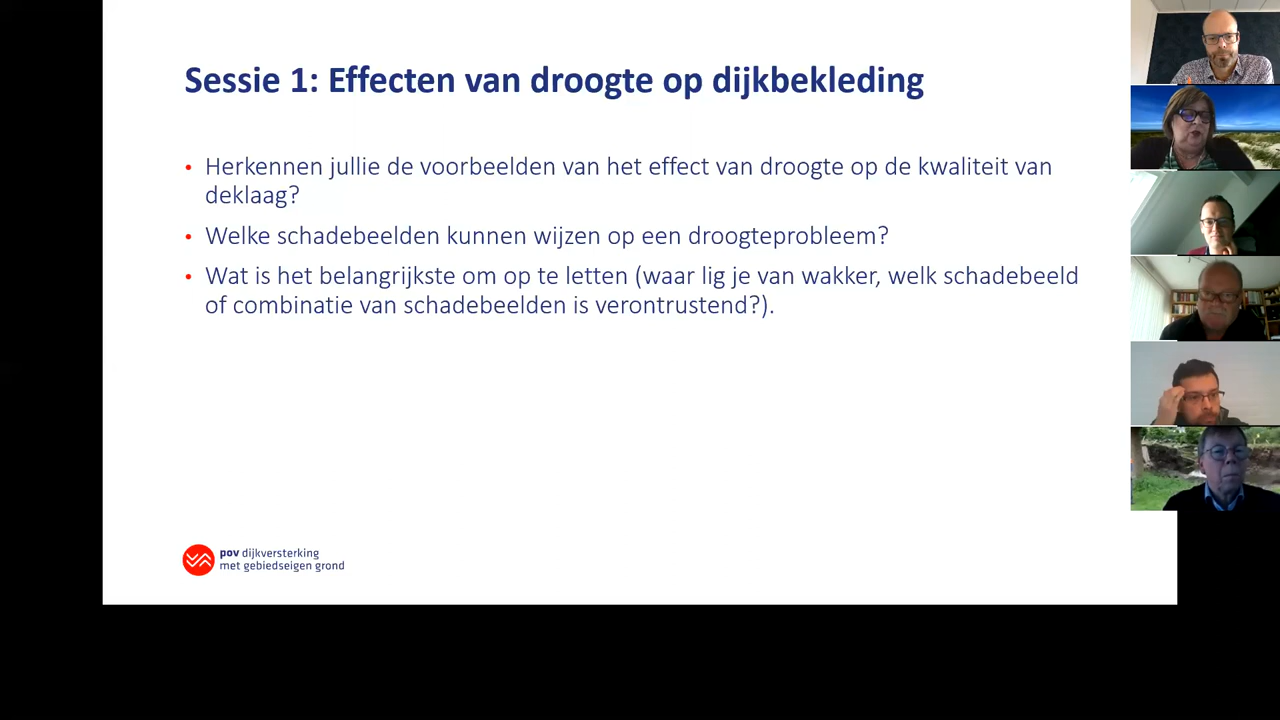 Sessie 1: Effecten van droogte op dijkbekleding
• Herkennen jullie de voorbeelden van het effect van droogte op de kwaliteit van
deklaag?
• Welke schadebeelden kunnen wijzen op een droogteprobleem?
• Wat is het belangrijkste om op te letten (waar lig je van wakker, welk schadebeeld
of combinatie van schadebeelden is verontrustend?).
pov dijkversterking
met gebiedseigen grond